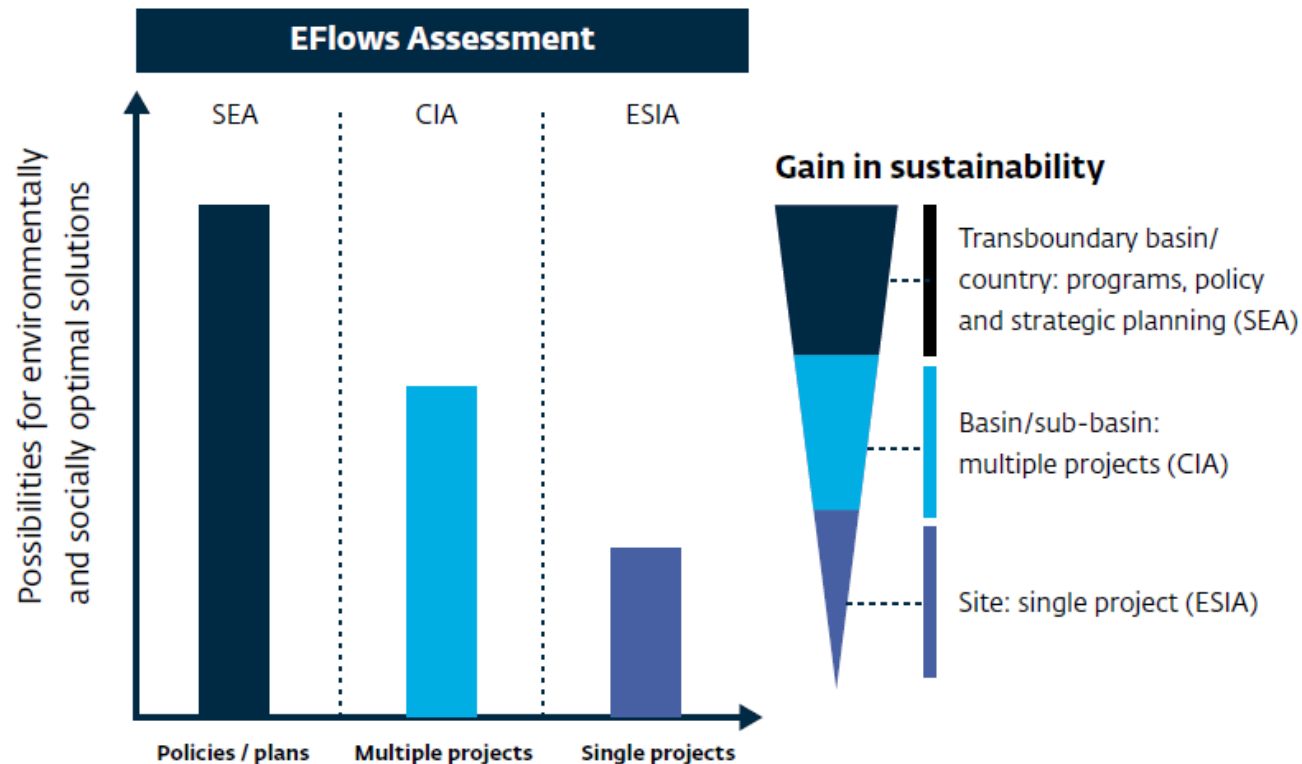 EFlows Assessment
SEA
CIA
ESIA
Possibilities for environmentally
and socially optimal solutions
Policies / plans
Multiple projects
Single projects
Gain in sustainability
Transboundary basin/
country: programs, policy
and strategic planning (SEA)
Basin/sub-basin:
multiple projects (CIA)
Site: single project (ESIA)